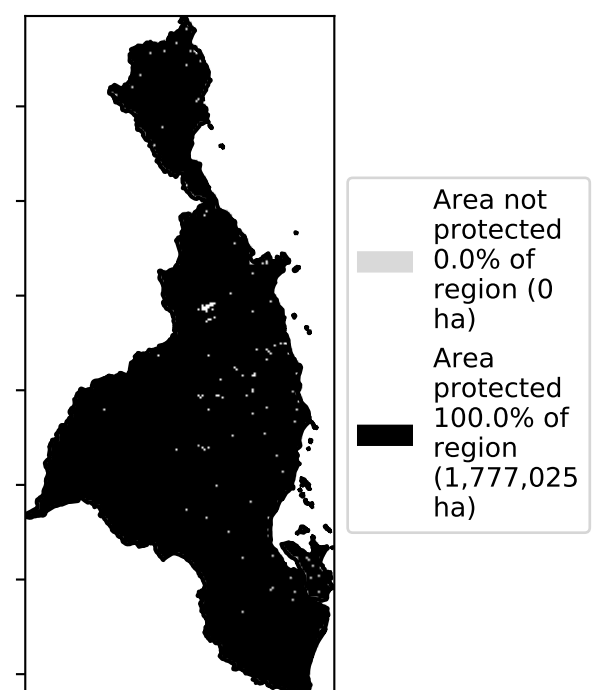 Area not
protected
0.0% of
region (0
ha)
Area
protected
100.0% of
region
(1,777,025
ha)